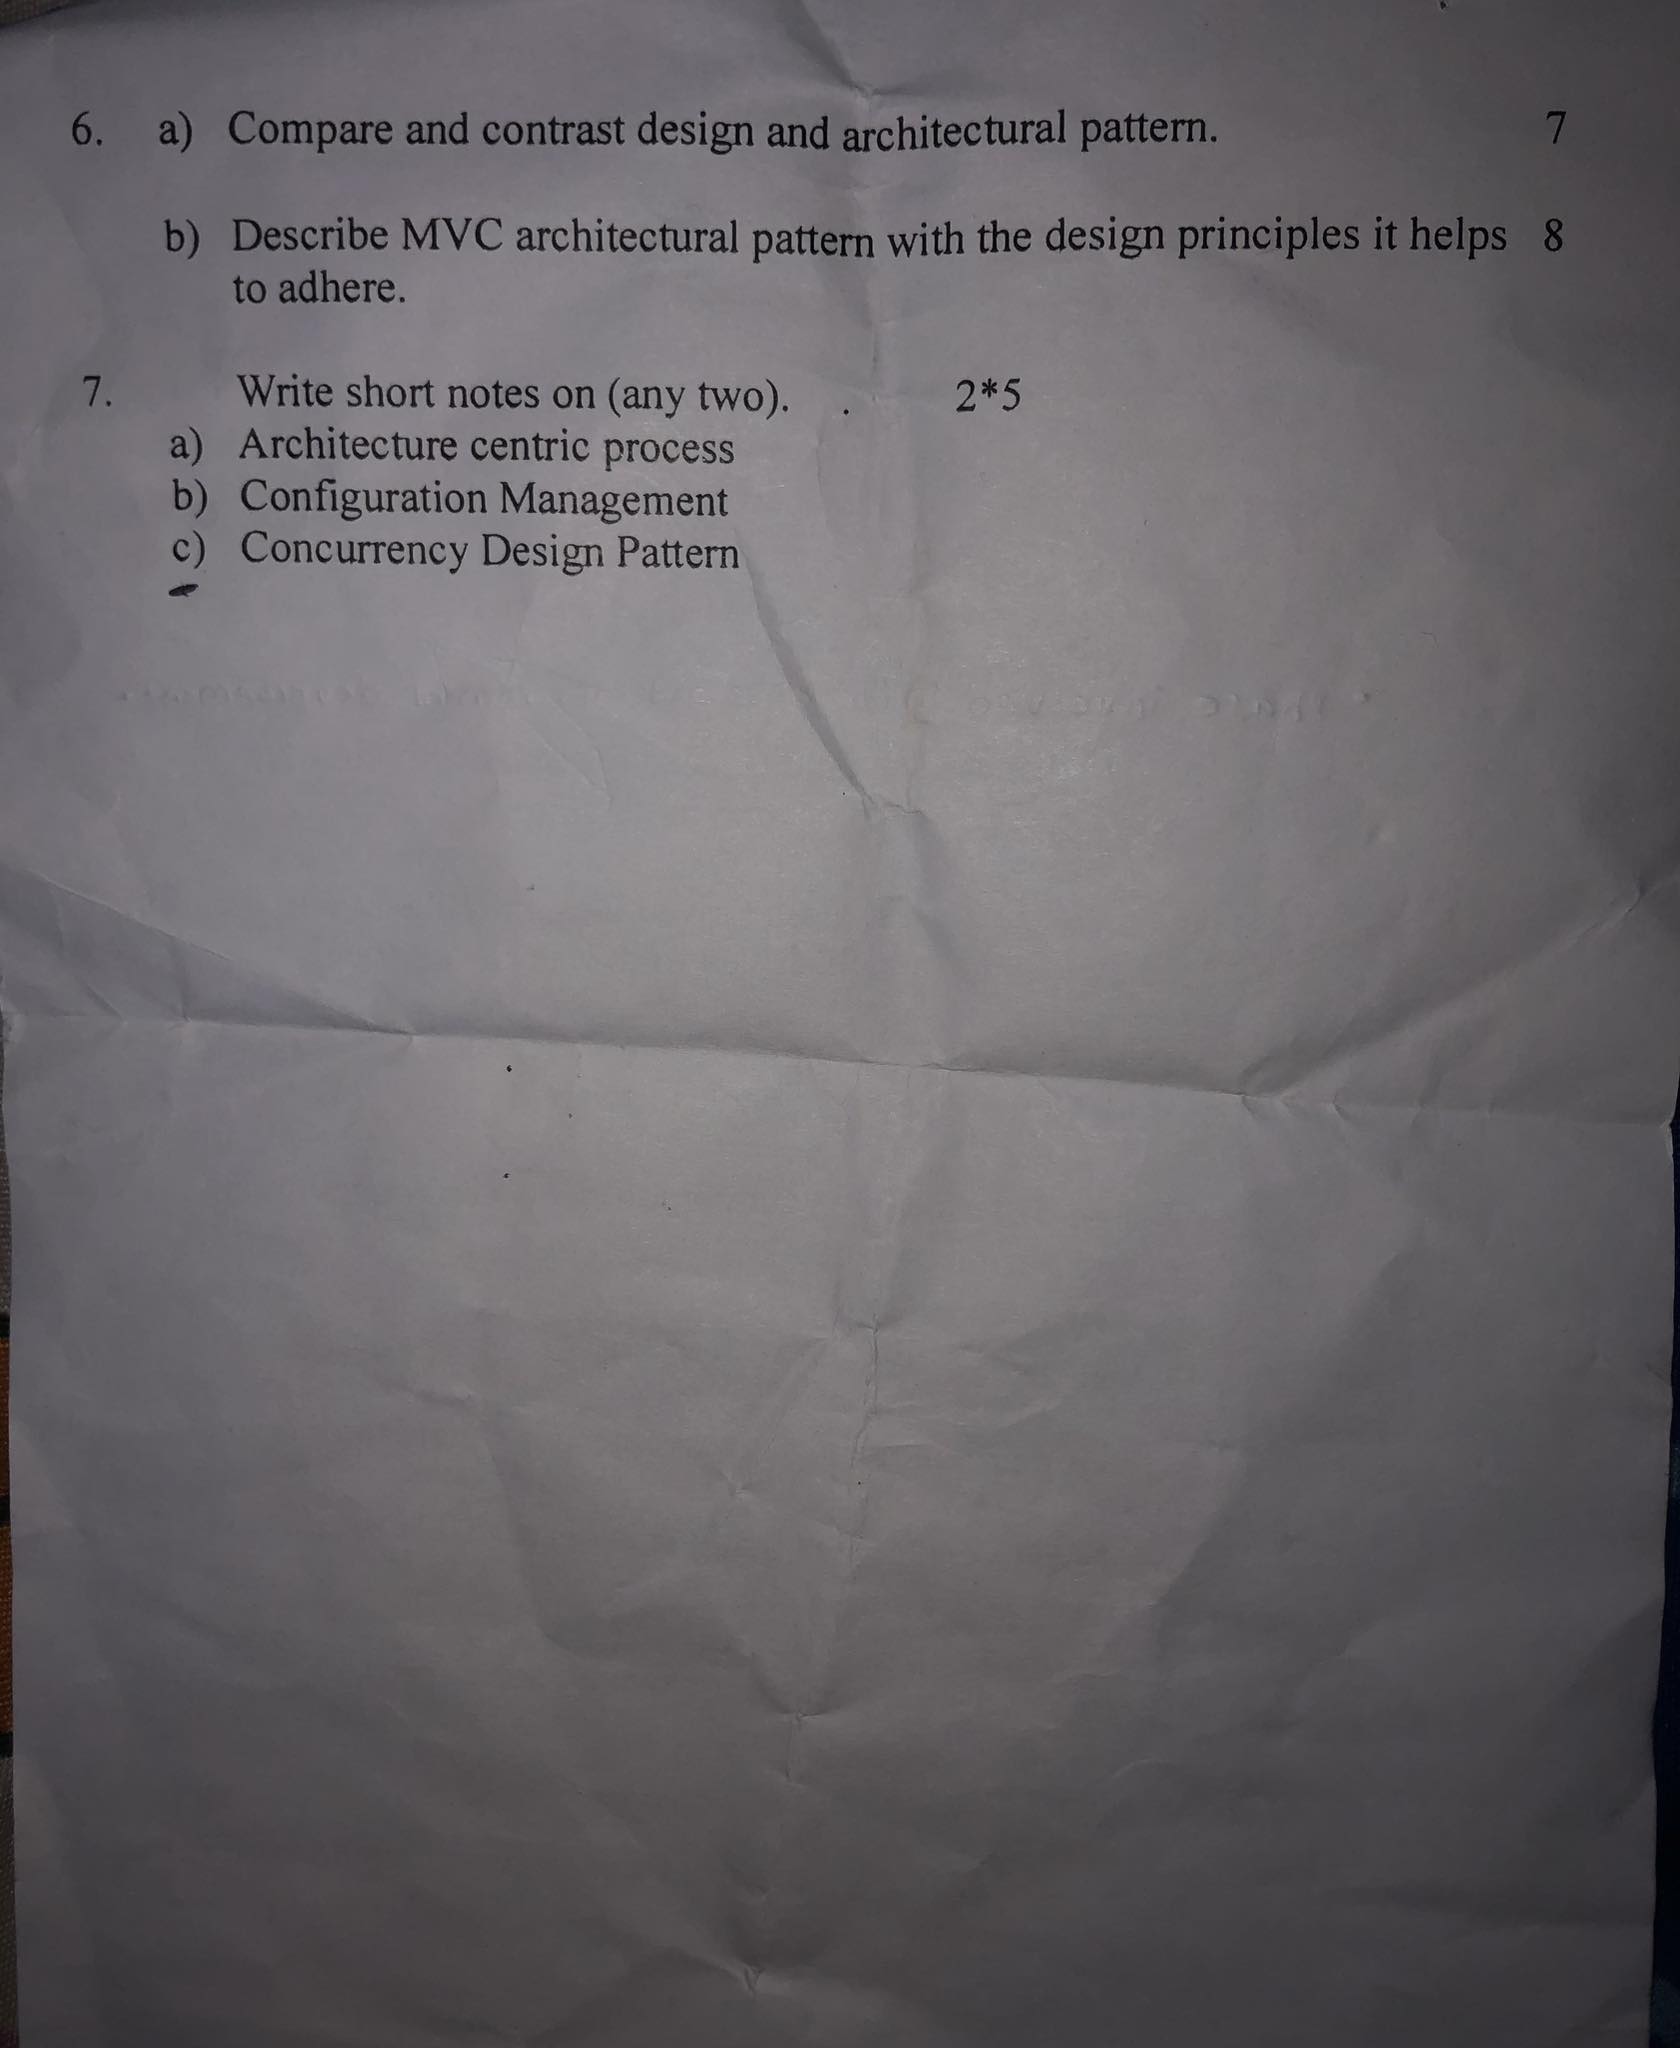 6. a) Compare and contrast design and architectural pattern. 7
b) Describe MVC architectural pattern with the design principles it helps 8
to adhere.
7. Write short notes on (any two). . 2*5
a) Architecture centric process
b) Configuration Management
c) Concurrency Design Pattern